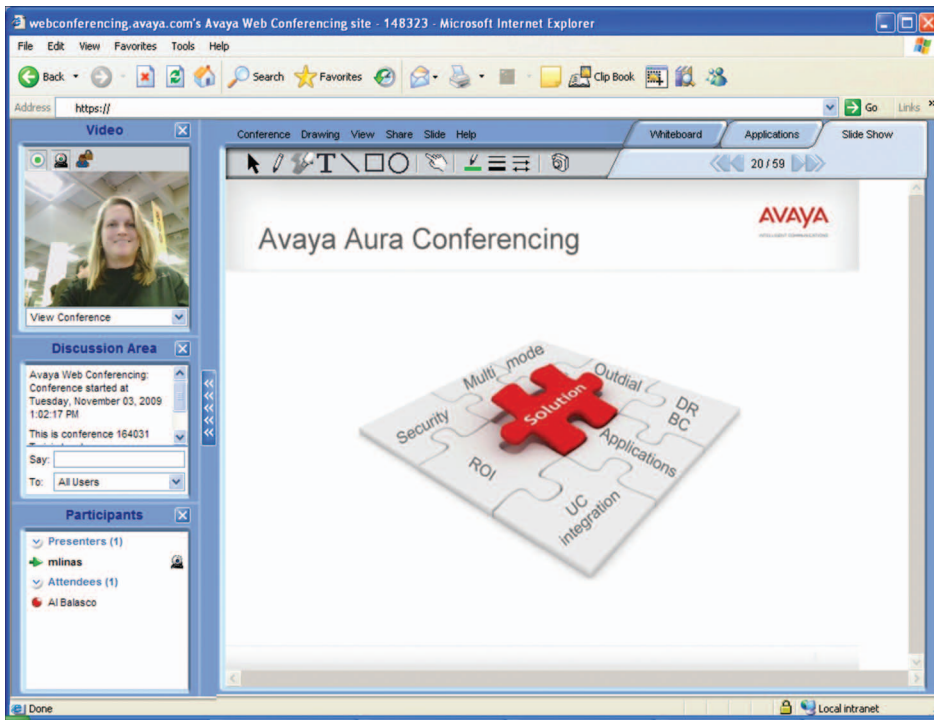 webconferencing.avaya.com's Avaya Web Conferencing site - 148323 - Microsoft Internet Explorer
File Edit View Favorites Tools Help
Back Search Favorites Clip Book
Address https:// Go Links »
Video
View Conference
Discussion Area
Avaya Web Conferencing:
Conference started at
Tuesday, November 03, 2009
1:02:17 PM
This is conference 164031
Say:
To: All Users
Participants
Presenters (1)
mlinas
Attendees (1)
Al Balasco
Conference Drawing View Share Slide Help
Whiteboard Applications Slide Show
T
20 / 59
Avaya Aura Conferencing
AVAYA
INTELLIGENT COMMUNICATIONS
Multi mode
Outdial
DR
BC
Security
Solution
Applications
ROI
UC
integration
Done
Local intranet